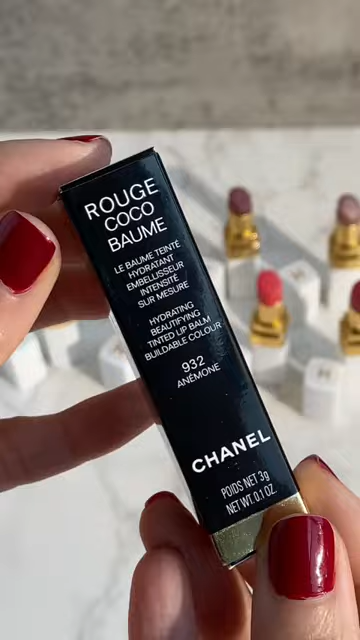 ROUGE
COCO
BAUME
LE BAUME TEINTÉ
HYDRATANT
EMBELLISSEUR
INTENSITÉ
SUR MESURE
HYDRATING
BEAUTIFYING
TINTED LIP BALM
BUILDABLE COLOUR
932
ANÉMONE
CHANEL
POIDS NET 3g
NET WT. 0.1 OZ.